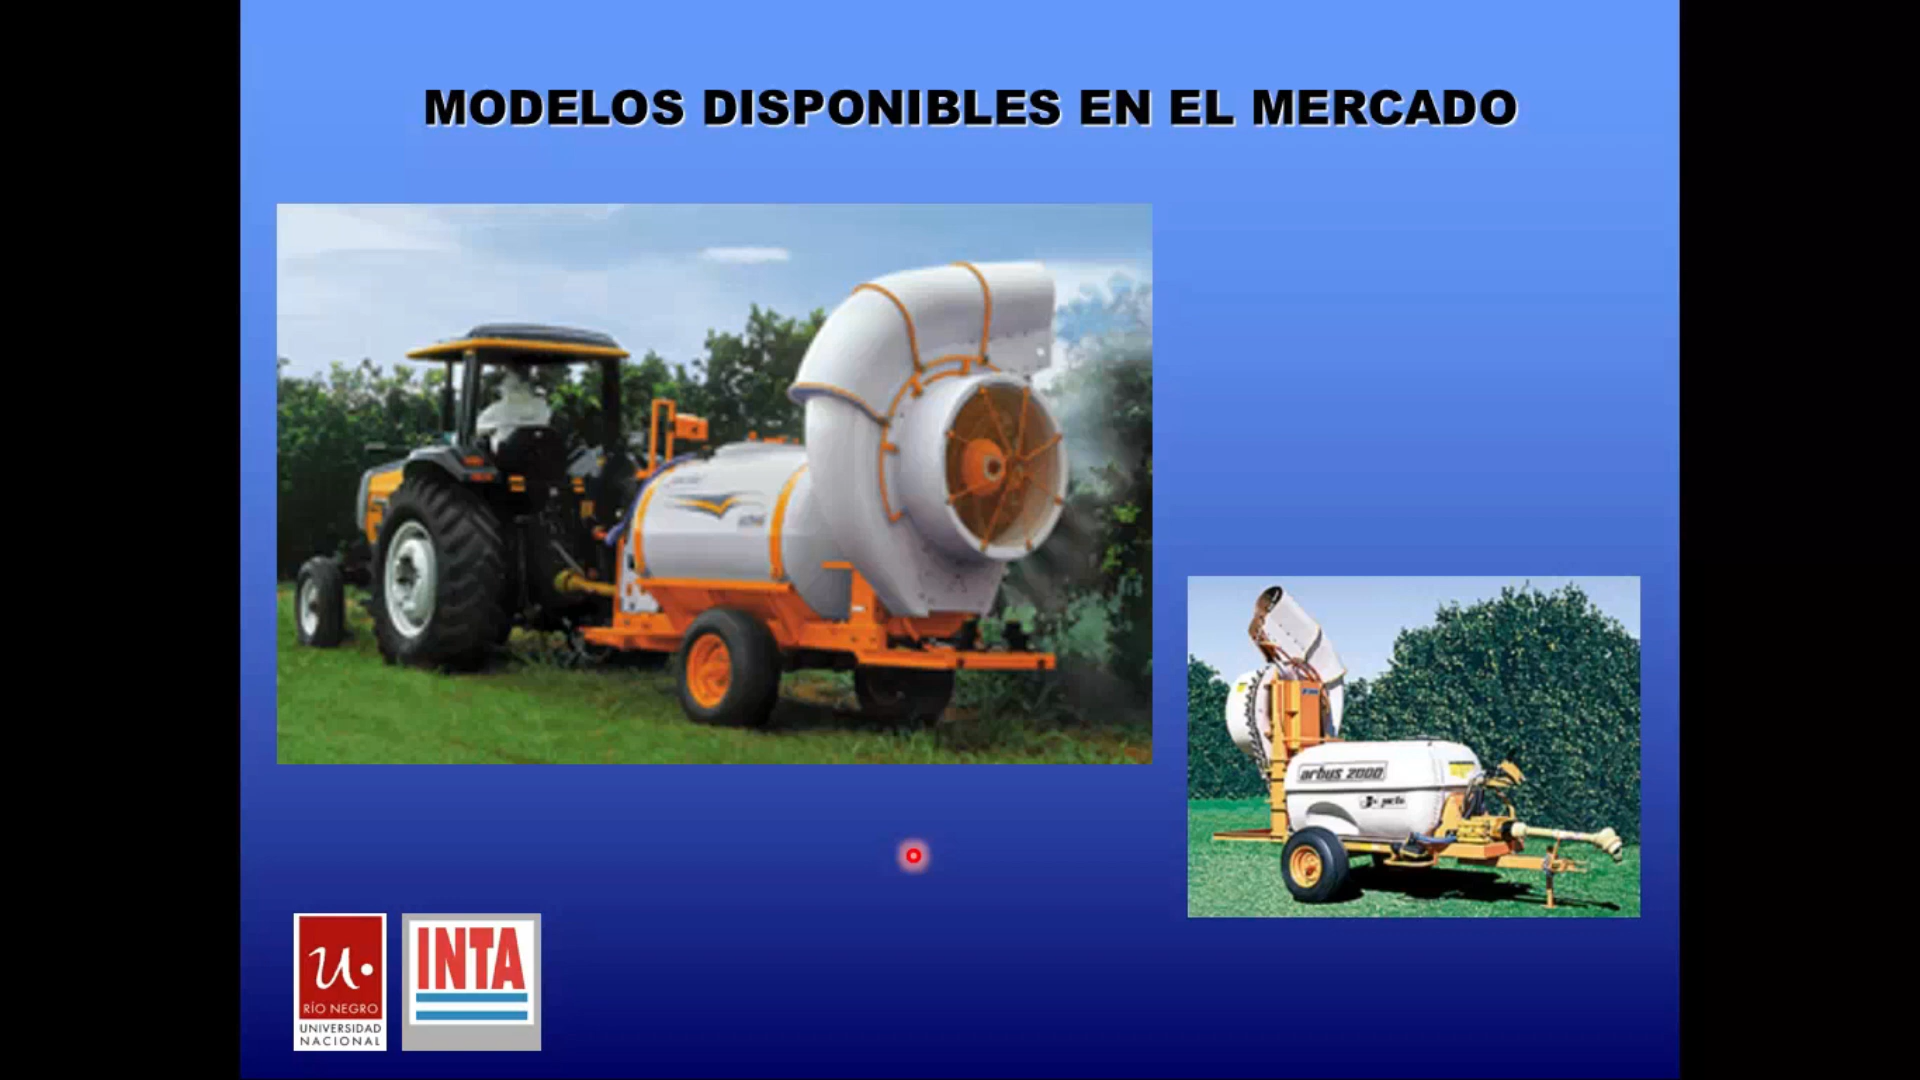 MODELOS DISPONIBLES EN EL MERCADO
arbus 2000
RÍO NEGRO
UNIVERSIDAD
NACIONAL
INTA